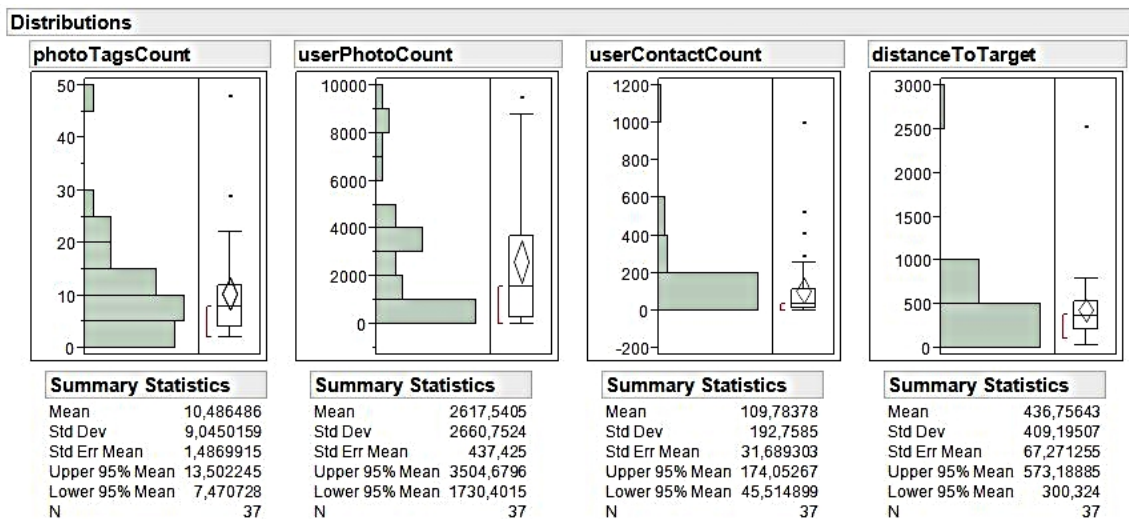 Distributions
photoTagsCount
50
40
30
20
10
0
Summary Statistics
Mean 10,486486
Std Dev 9,0450159
Std Err Mean 1,4869915
Upper 95% Mean 13,502245
Lower 95% Mean 7,470728
N 37
userPhotoCount
10000
8000
6000
4000
2000
0
Summary Statistics
Mean 2617,5405
Std Dev 2660,7524
Std Err Mean 437,425
Upper 95% Mean 3504,6796
Lower 95% Mean 1730,4015
N 37
userContactCount
1200
1000
800
600
400
200
0
-200
Summary Statistics
Mean 109,78378
Std Dev 192,7585
Std Err Mean 31,689303
Upper 95% Mean 174,05267
Lower 95% Mean 45,514899
N 37
distanceToTarget
3000
2500
2000
1500
1000
500
0
Summary Statistics
Mean 436,75643
Std Dev 409,19507
Std Err Mean 67,271255
Upper 95% Mean 573,18885
Lower 95% Mean 300,324
N 37